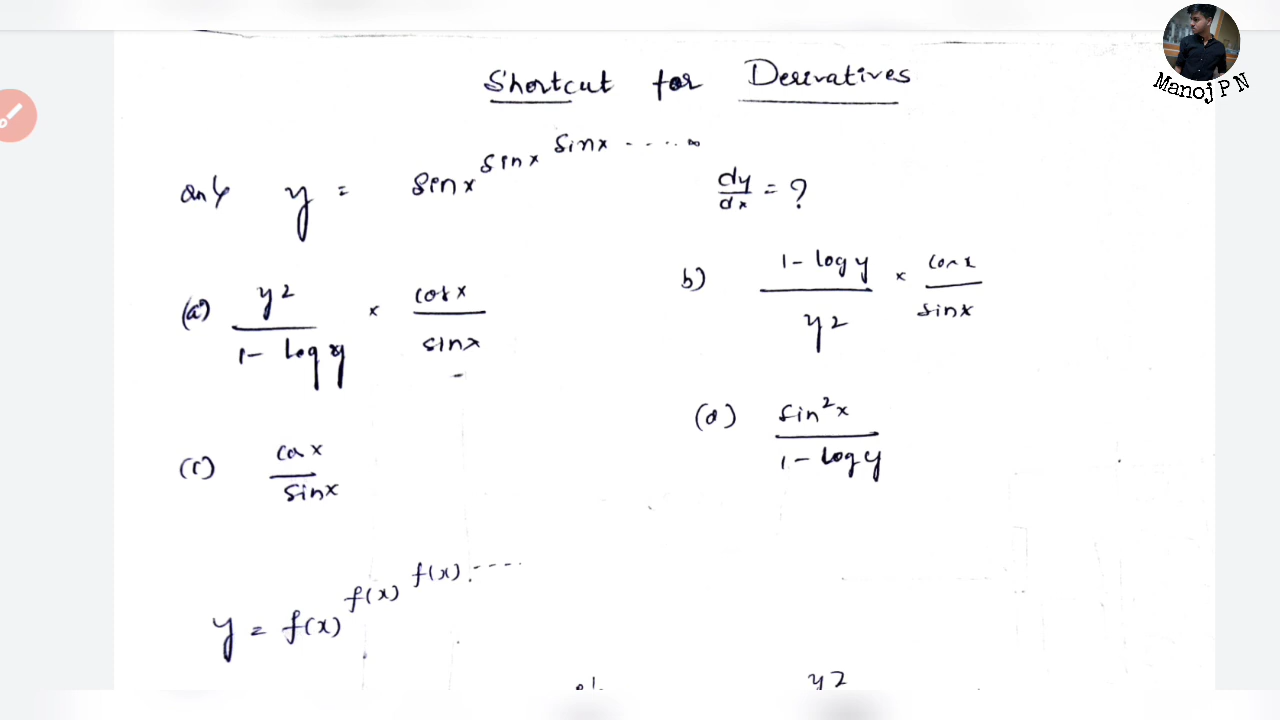 Manoj P N
Shortcut for Derivatives
y = sinx^sinx^sinx.....∞ dy/dx = ?
(a) y2/1- log y × cosx/sinx
b) 1- log y/y2 × cosx/sinx
(c) cosx/sinx
(d) sin²x/1- log y
y = f(x)^f(x)^f(x).----
y2